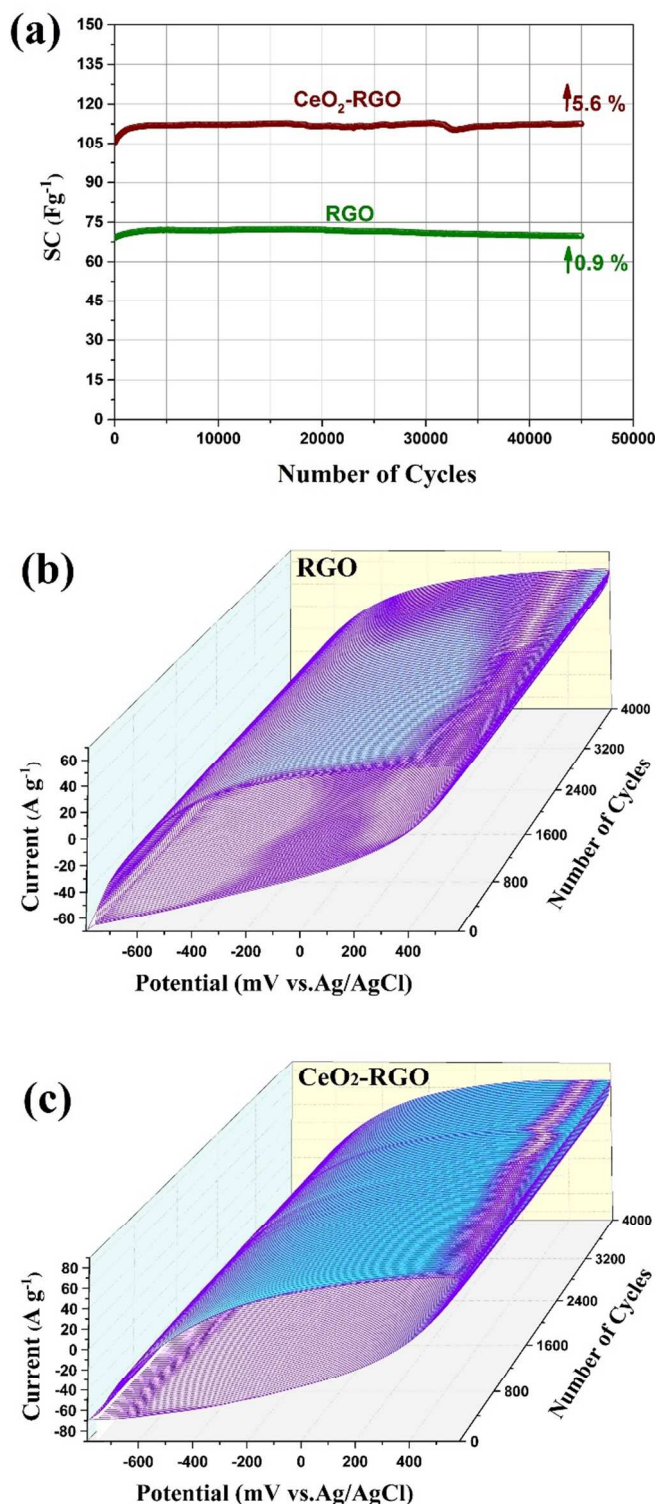 (a)
150
135
120
105
90
75
60
45
30
15
0
SC (Fg⁻¹)
CeO₂-RGO
5.6 %
RGO
0.9 %
0 10000 20000 30000 40000 50000
Number of Cycles
(b)
RGO
60
40
20
0
-20
-40
-60
Current (A g⁻¹)
-600 -400 -200 0 200 400
Potential (mV vs.Ag/AgCl)
0
800
1600
2400
3200
4000
Number of Cycles
(c)
CeO₂-RGO
80
60
40
20
0
-20
-40
-60
-80
Current (A g⁻¹)
-600 -400 -200 0 200 400
Potential (mV vs.Ag/AgCl)
0
800
1600
2400
3200
4000
Number of Cycles